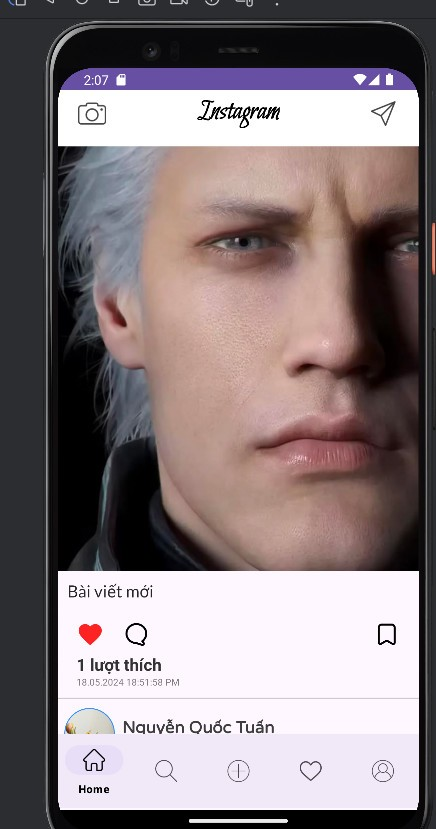 2:07
Instagram
Bài viết mới
1 lượt thích
18.05.2024 18:51:58 PM
Nguyễn Quốc Tuấn
Home